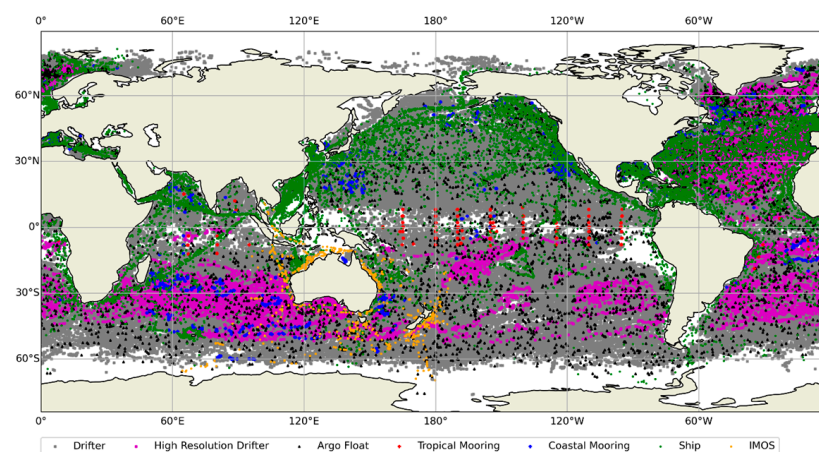 0° 60°E 120°E 180° 120°W 60°W
60°N
30°N
0°
30°S
60°S
0° 60°E 120°E 180° 120°W 60°W
Drifter High Resolution Drifter Argo Float Tropical Mooring Coastal Mooring Ship IMOS